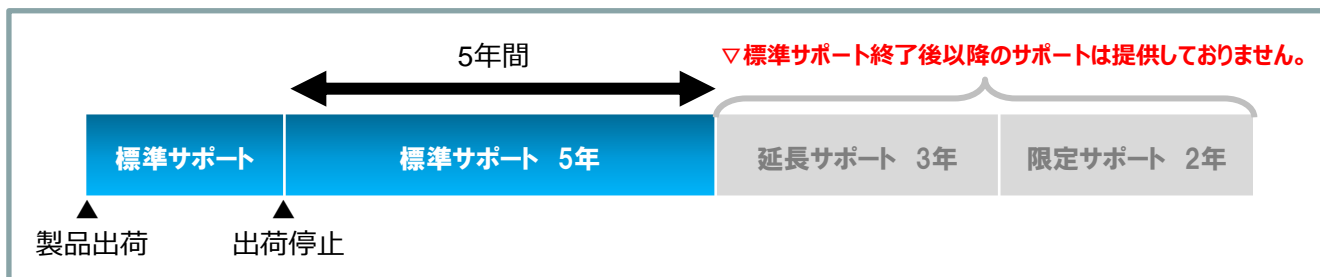 5年間
▽標準サポート終了後以降のサポートは提供しておりません。
標準サポート
標準サポート 5年
延長サポート 3年
限定サポート 2年
製品出荷
出荷停止